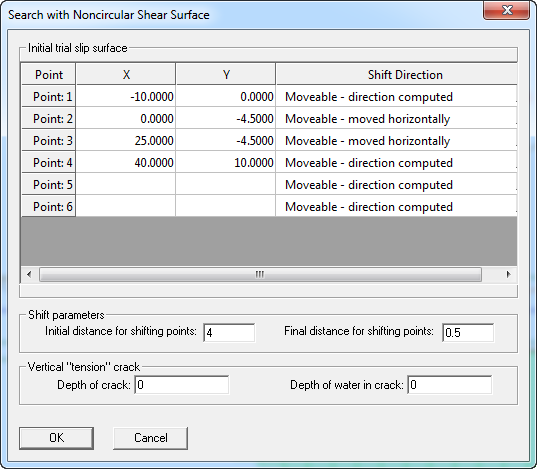 Search with Noncircular Shear Surface
Initial trial slip surface
Point X Y Shift Direction
Point: 1 -10.0000 0.0000 Moveable - direction computed
Point: 2 0.0000 -4.5000 Moveable - moved horizontally
Point: 3 25.0000 -4.5000 Moveable - moved horizontally
Point: 4 40.0000 10.0000 Moveable - direction computed
Point: 5 Moveable - direction computed
Point: 6 Moveable - direction computed
Shift parameters
Initial distance for shifting points: 4 Final distance for shifting points: 0.5
Vertical "tension" crack
Depth of crack: 0 Depth of water in crack: 0
OK Cancel